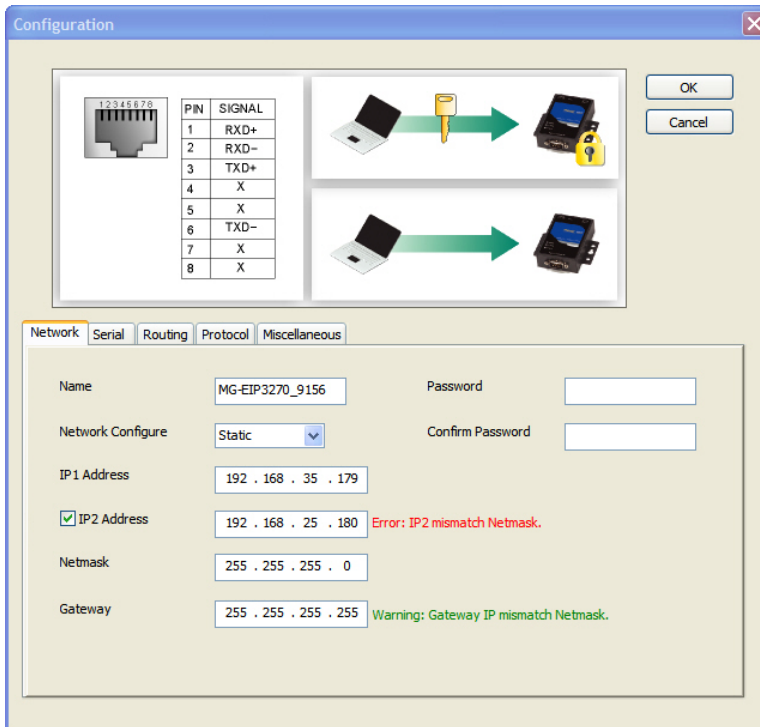 Configuration
12345678
PIN SIGNAL
1 RXD+
2 RXD-
3 TXD+
4 X
5 X
6 TXD-
7 X
8 X
OK
Cancel
Network Serial Routing Protocol Miscellaneous
Name MG-EIP3270_9156 Password
Network Configure Static Confirm Password
IP1 Address 192 . 168 . 35 . 179
IP2 Address 192 . 168 . 25 . 180 Error: IP2 mismatch Netmask.
Netmask 255 . 255 . 255 . 0
Gateway 255 . 255 . 255 . 255 Warning: Gateway IP mismatch Netmask.